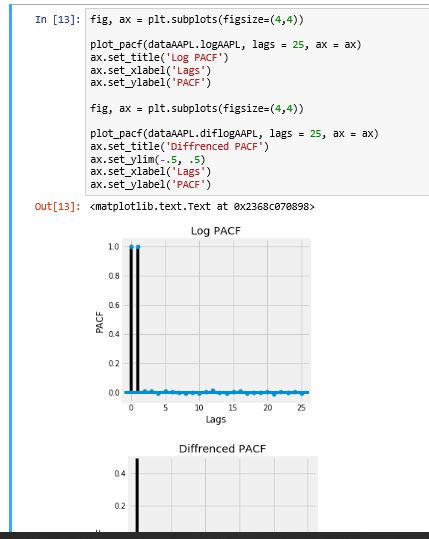 In [13]: fig, ax = plt.subplots(figsize=(4,4))
plot_pacf(dataAAPL.logAAPL, lags = 25, ax = ax)
ax.set_title('Log PACF')
ax.set_xlabel('Lags')
ax.set_ylabel('PACF')
fig, ax = plt.subplots(figsize=(4,4))
plot_pacf(dataAAPL.diflogAAPL, lags = 25, ax = ax)
ax.set_title('Diffrenced PACF')
ax.set_ylim(-.5, .5)
ax.set_xlabel('Lags')
ax.set_ylabel('PACF')
Out[13]: <matplotlib.text.Text at 0x2368c070898>
Log PACF
1.0
0.8
0.6
0.4
0.2
0.0
PACF
0 5 10 15 20 25
Lags
Diffrenced PACF
0.4
0.2